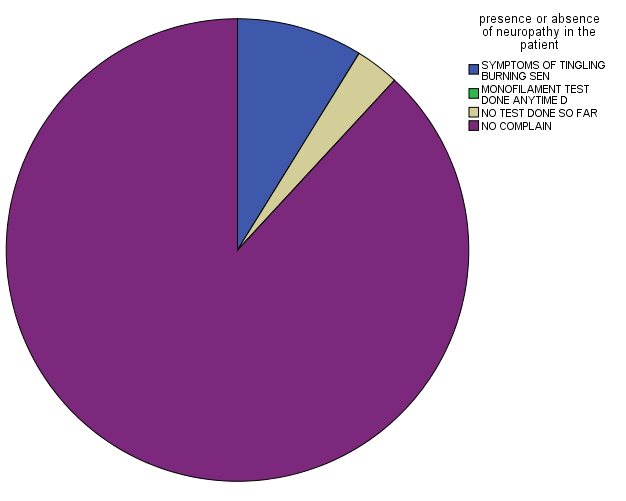 presence or absence
of neuropathy in the
patient
SYMPTOMS OF TINGLING
BURNING SEN
MONOFILAMENT TEST
DONE ANYTIME D
NO TEST DONE SO FAR
NO COMPLAIN